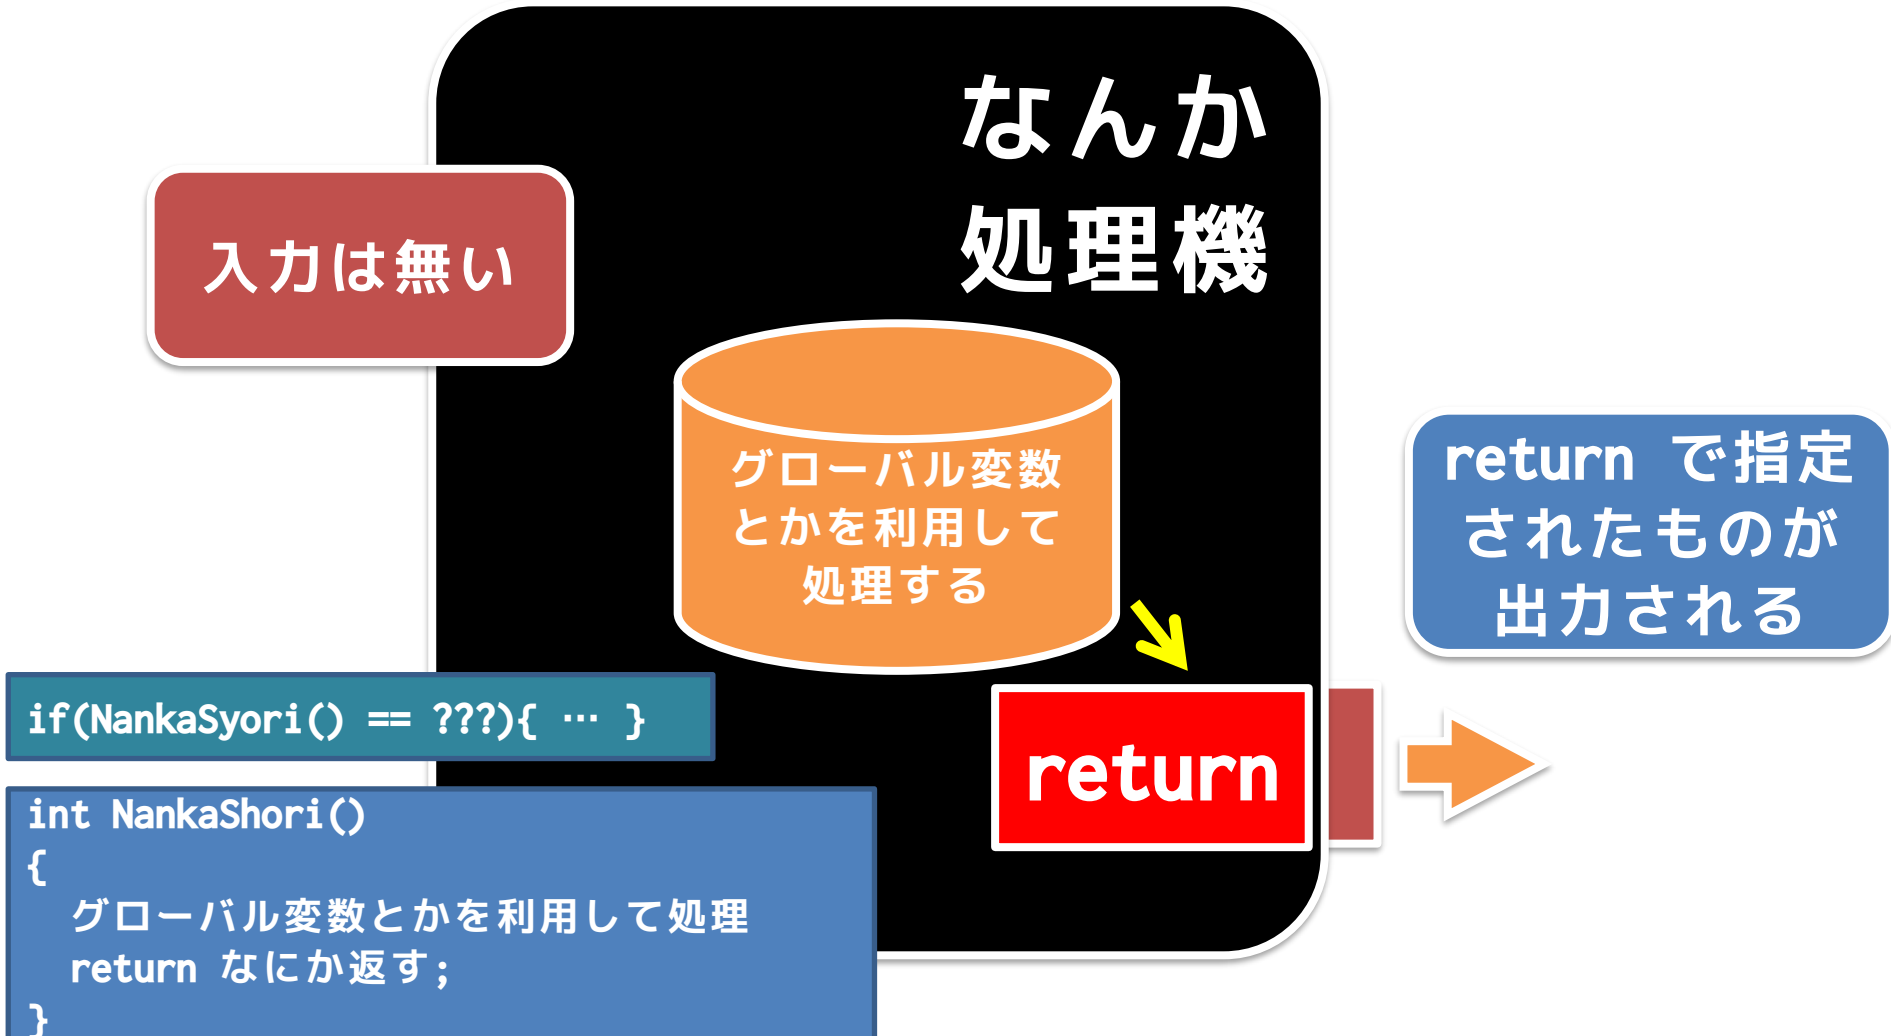 なんか
処理機
入力は無い
グローバル変数
とかを利用して
処理する
return で指定
されたものが
出力される
return
if(NankaSyori() == ???){ … }
int NankaShori()
{
グローバル変数とかを利用して処理
return なにか返す;
}